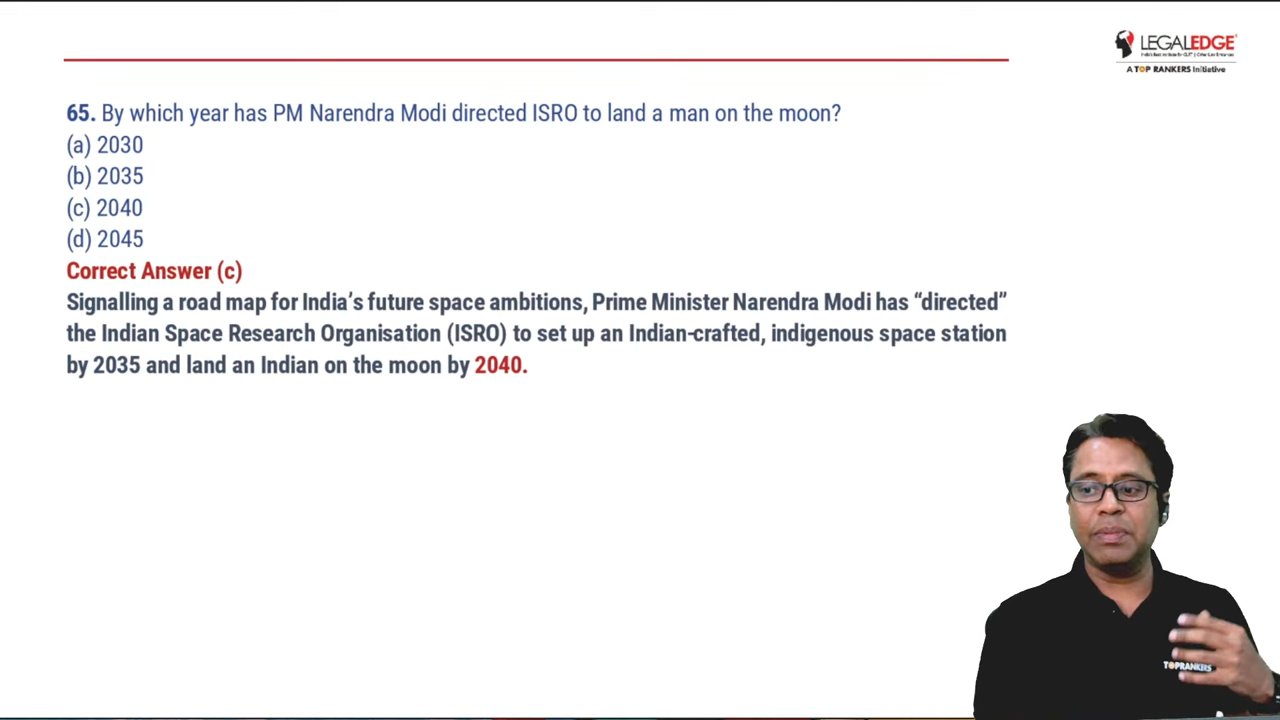 LEGALEDGE
A TOP RANKERS Initiative
65. By which year has PM Narendra Modi directed ISRO to land a man on the moon?
(a) 2030
(b) 2035
(c) 2040
(d) 2045
Correct Answer (c)
Signalling a road map for India’s future space ambitions, Prime Minister Narendra Modi has “directed”
the Indian Space Research Organisation (ISRO) to set up an Indian-crafted, indigenous space station
by 2035 and land an Indian on the moon by 2040.
TOPRANKERS